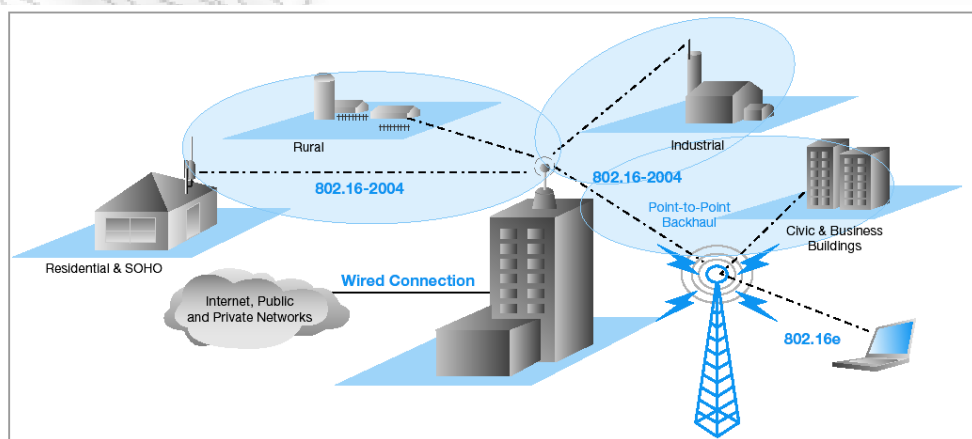 Rural
Industrial
802.16-2004
802.16-2004
Point-to-Point
Backhaul
Civic & Business
Buildings
Residential & SOHO
Wired Connection
Internet, Public
and Private Networks
802.16e